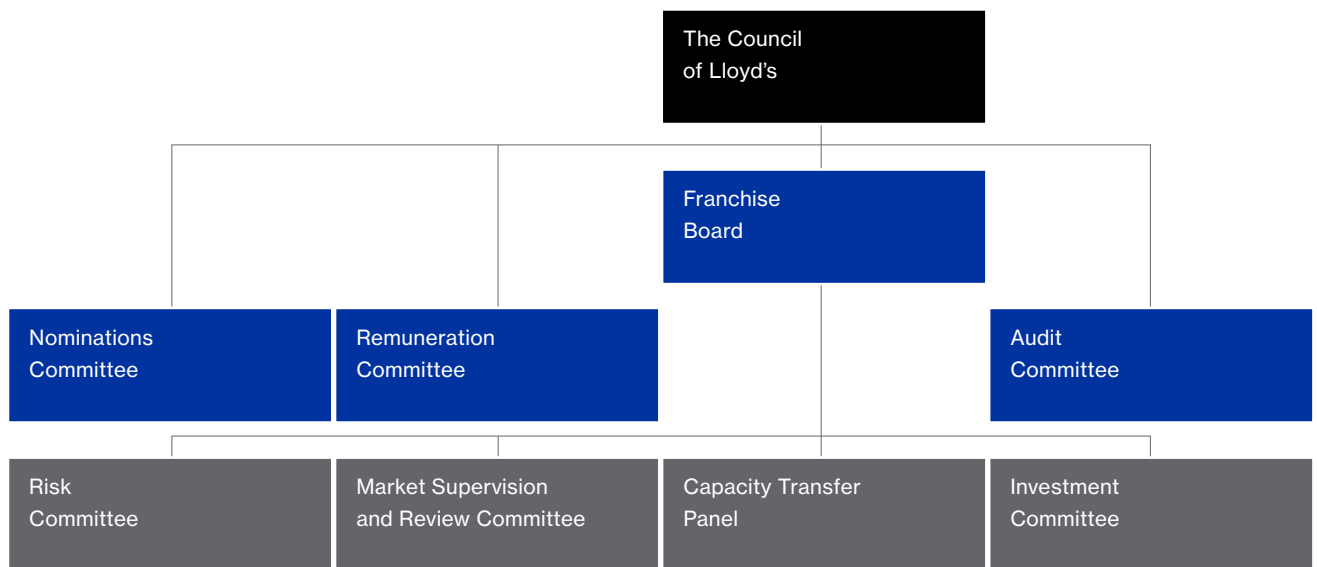 The Council
of Lloyd’s
Franchise
Board
Nominations
Committee
Remuneration
Committee
Audit
Committee
Risk
Committee
Market Supervision
and Review Committee
Capacity Transfer
Panel
Investment
Committee